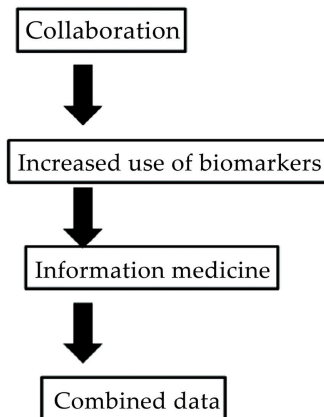 Collaboration
Increased use of biomarkers
Information medicine
Combined data